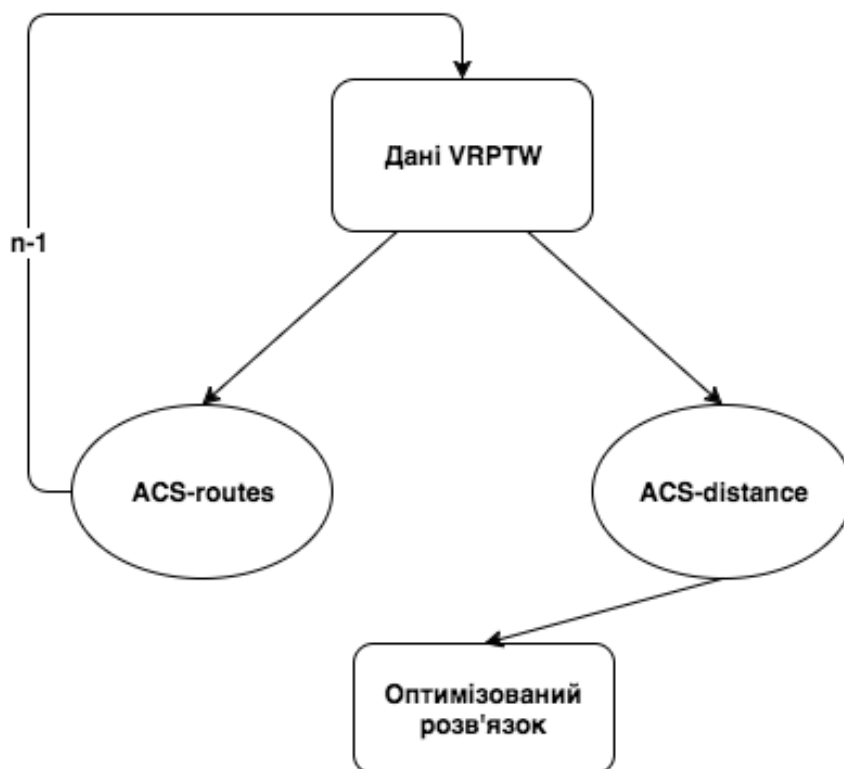 Дані VRPTW
n-1
ACS-routes
ACS-distance
Оптимізований
розв'язок